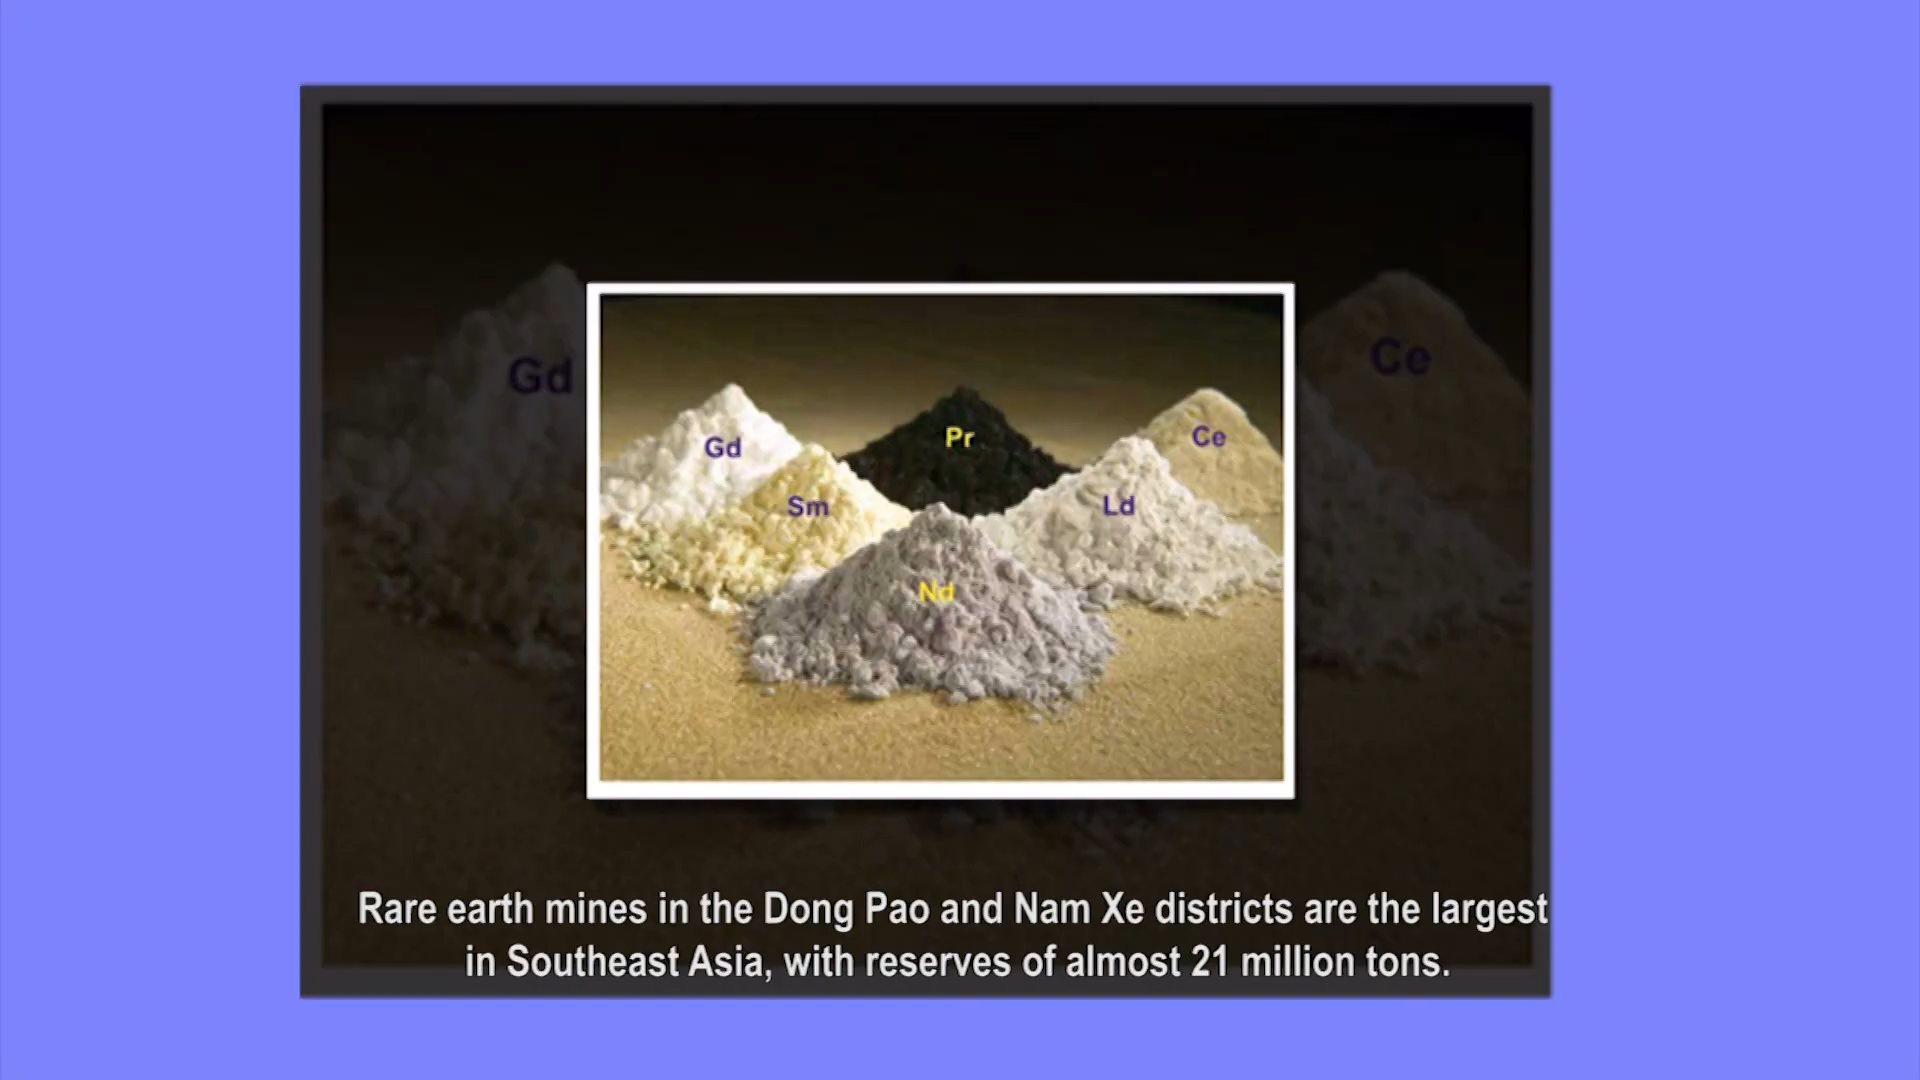 Gd
Ce
Gd
Pr
Ce
Sm
Ld
Nd
Rare earth mines in the Dong Pao and Nam Xe districts are the largest
in Southeast Asia, with reserves of almost 21 million tons.